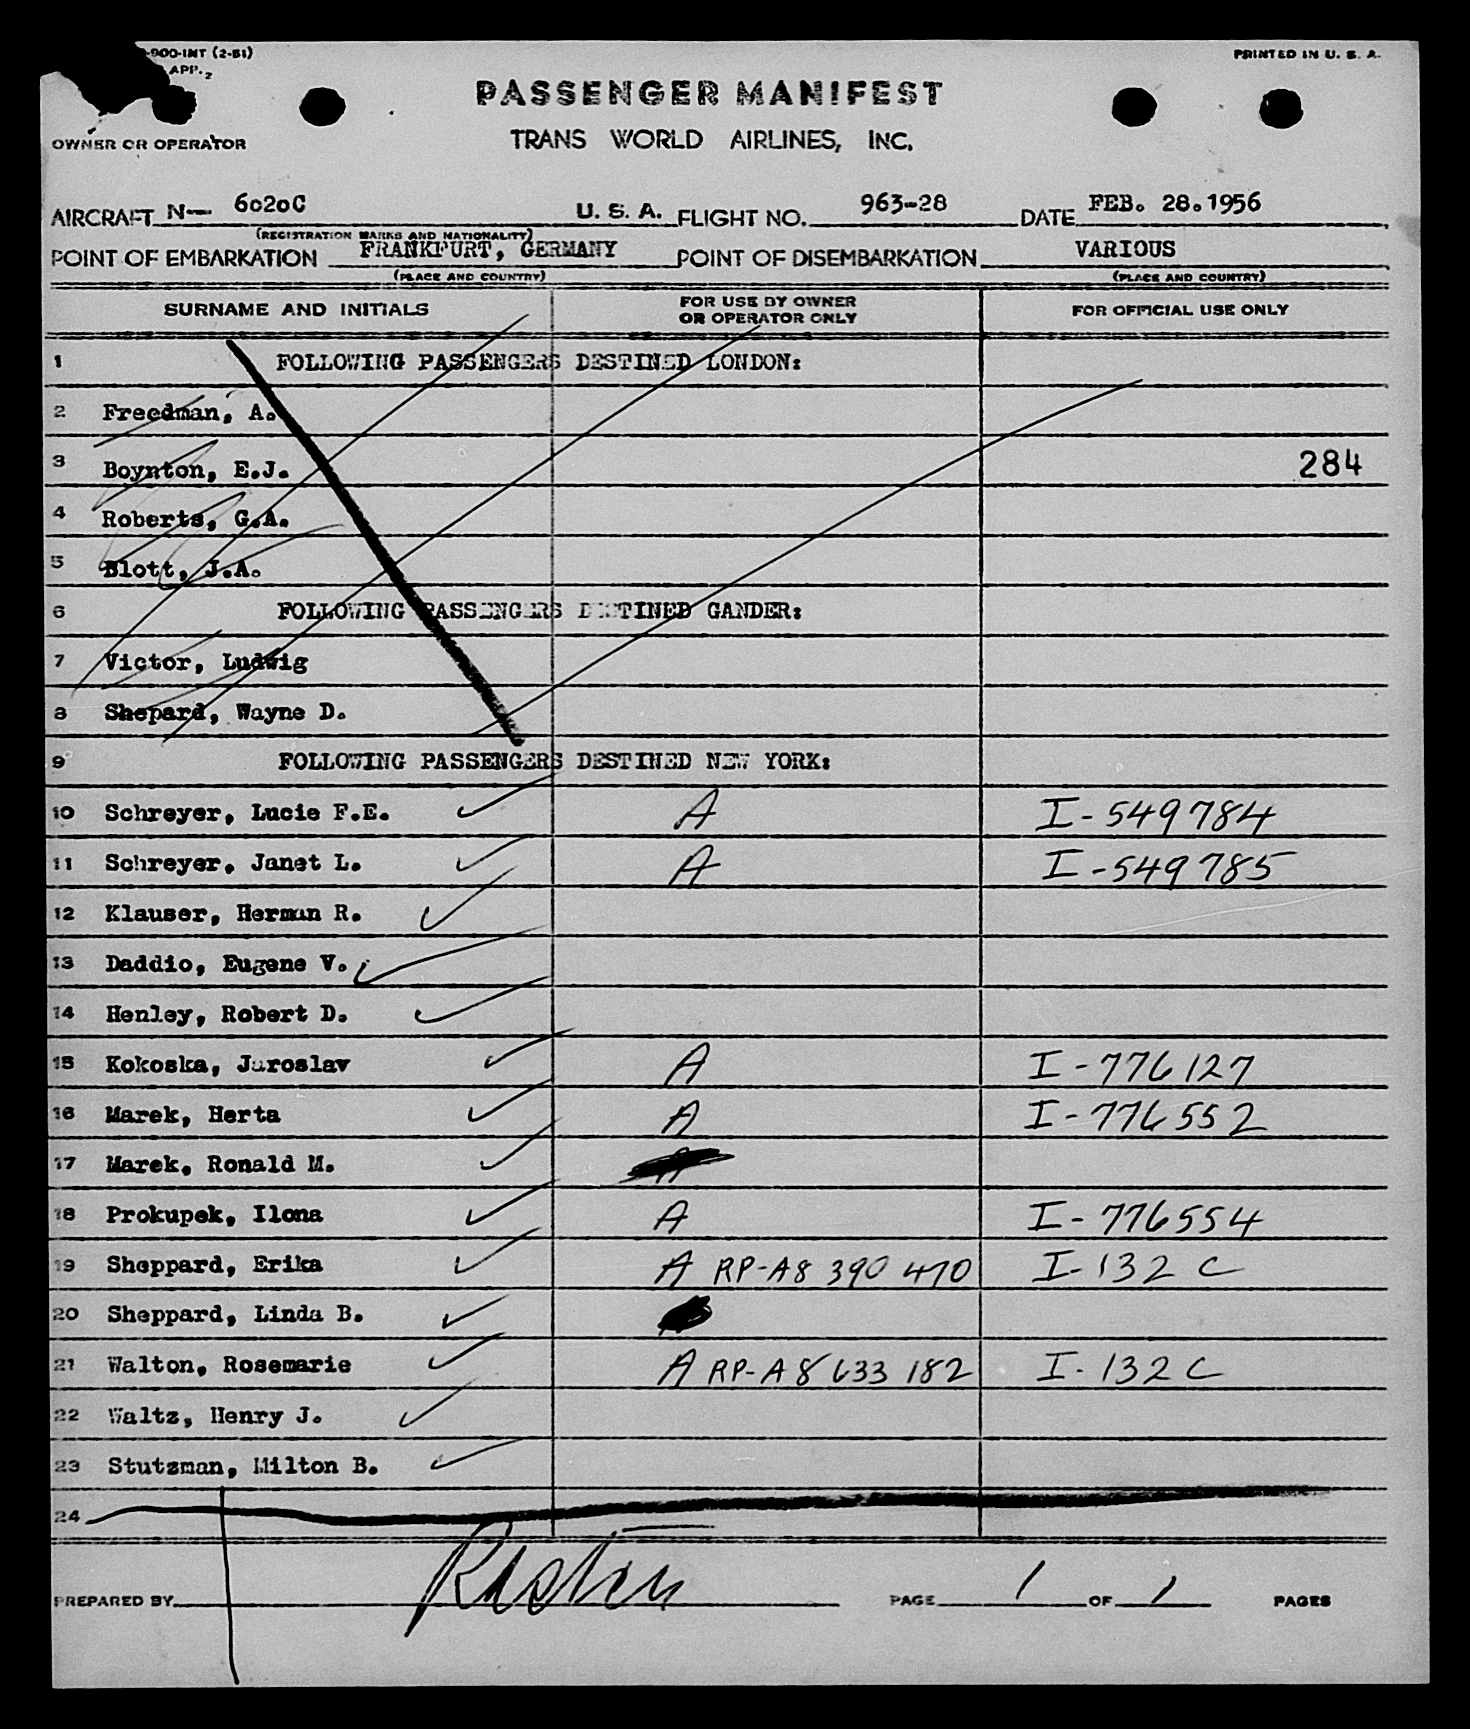 -900-INT (2-51)
PRINTED IN U. S. A.
APP. 2
PASSENGER MANIFEST
OWNER OR OPERATOR
TRANS WORLD AIRLINES, INC.
AIRCRAFT N— 6020C U. S. A. FLIGHT NO. 963-28 DATE FEB. 28.1956
(REGISTRATION MARKS AND NATIONALITY)
POINT OF EMBARKATION FRANKFURT, GERMANY POINT OF DISEMBARKATION VARIOUS
(PLACE AND COUNTRY) (PLACE AND COUNTRY)
SURNAME AND INITIALS FOR USE BY OWNER OR OPERATOR ONLY FOR OFFICIAL USE ONLY
1 FOLLOWING PASSENGERS DESTINED LONDON:
2 Freedman, A.
3 Boynton, E.J. 284
4 Roberts, G.A.
5 Blott, J.A.
6 FOLLOWING PASSENGERS DESTINED GANDER:
7 Victor, Ludwig
8 Shepard, Wayne D.
9 FOLLOWING PASSENGERS DESTINED NEW YORK:
10 Schreyer, Lucie F.E. A I-549784
11 Schreyer. Janet L. A I-549785
12 Klauser, Herman R.
13 Daddio, Eugene V.
14 Henley, Robert D.
15 Kokoska, Jaroslav A I-776127
16 Marek, Herta A I-776552
17 Marek, Ronald M.
18 Prokupek, Ilona A I-776554
19 Sheppard, Erika A RP-A8 390 470 I-132 C
20 Sheppard, Linda B.
21 Walton, Rosemarie A RP-A8 633 182 I-132 C
22 Waltz, Henry J.
23 Stutzman, Milton B.
24
PREPARED BY PAGE 1 OF 1 PAGES